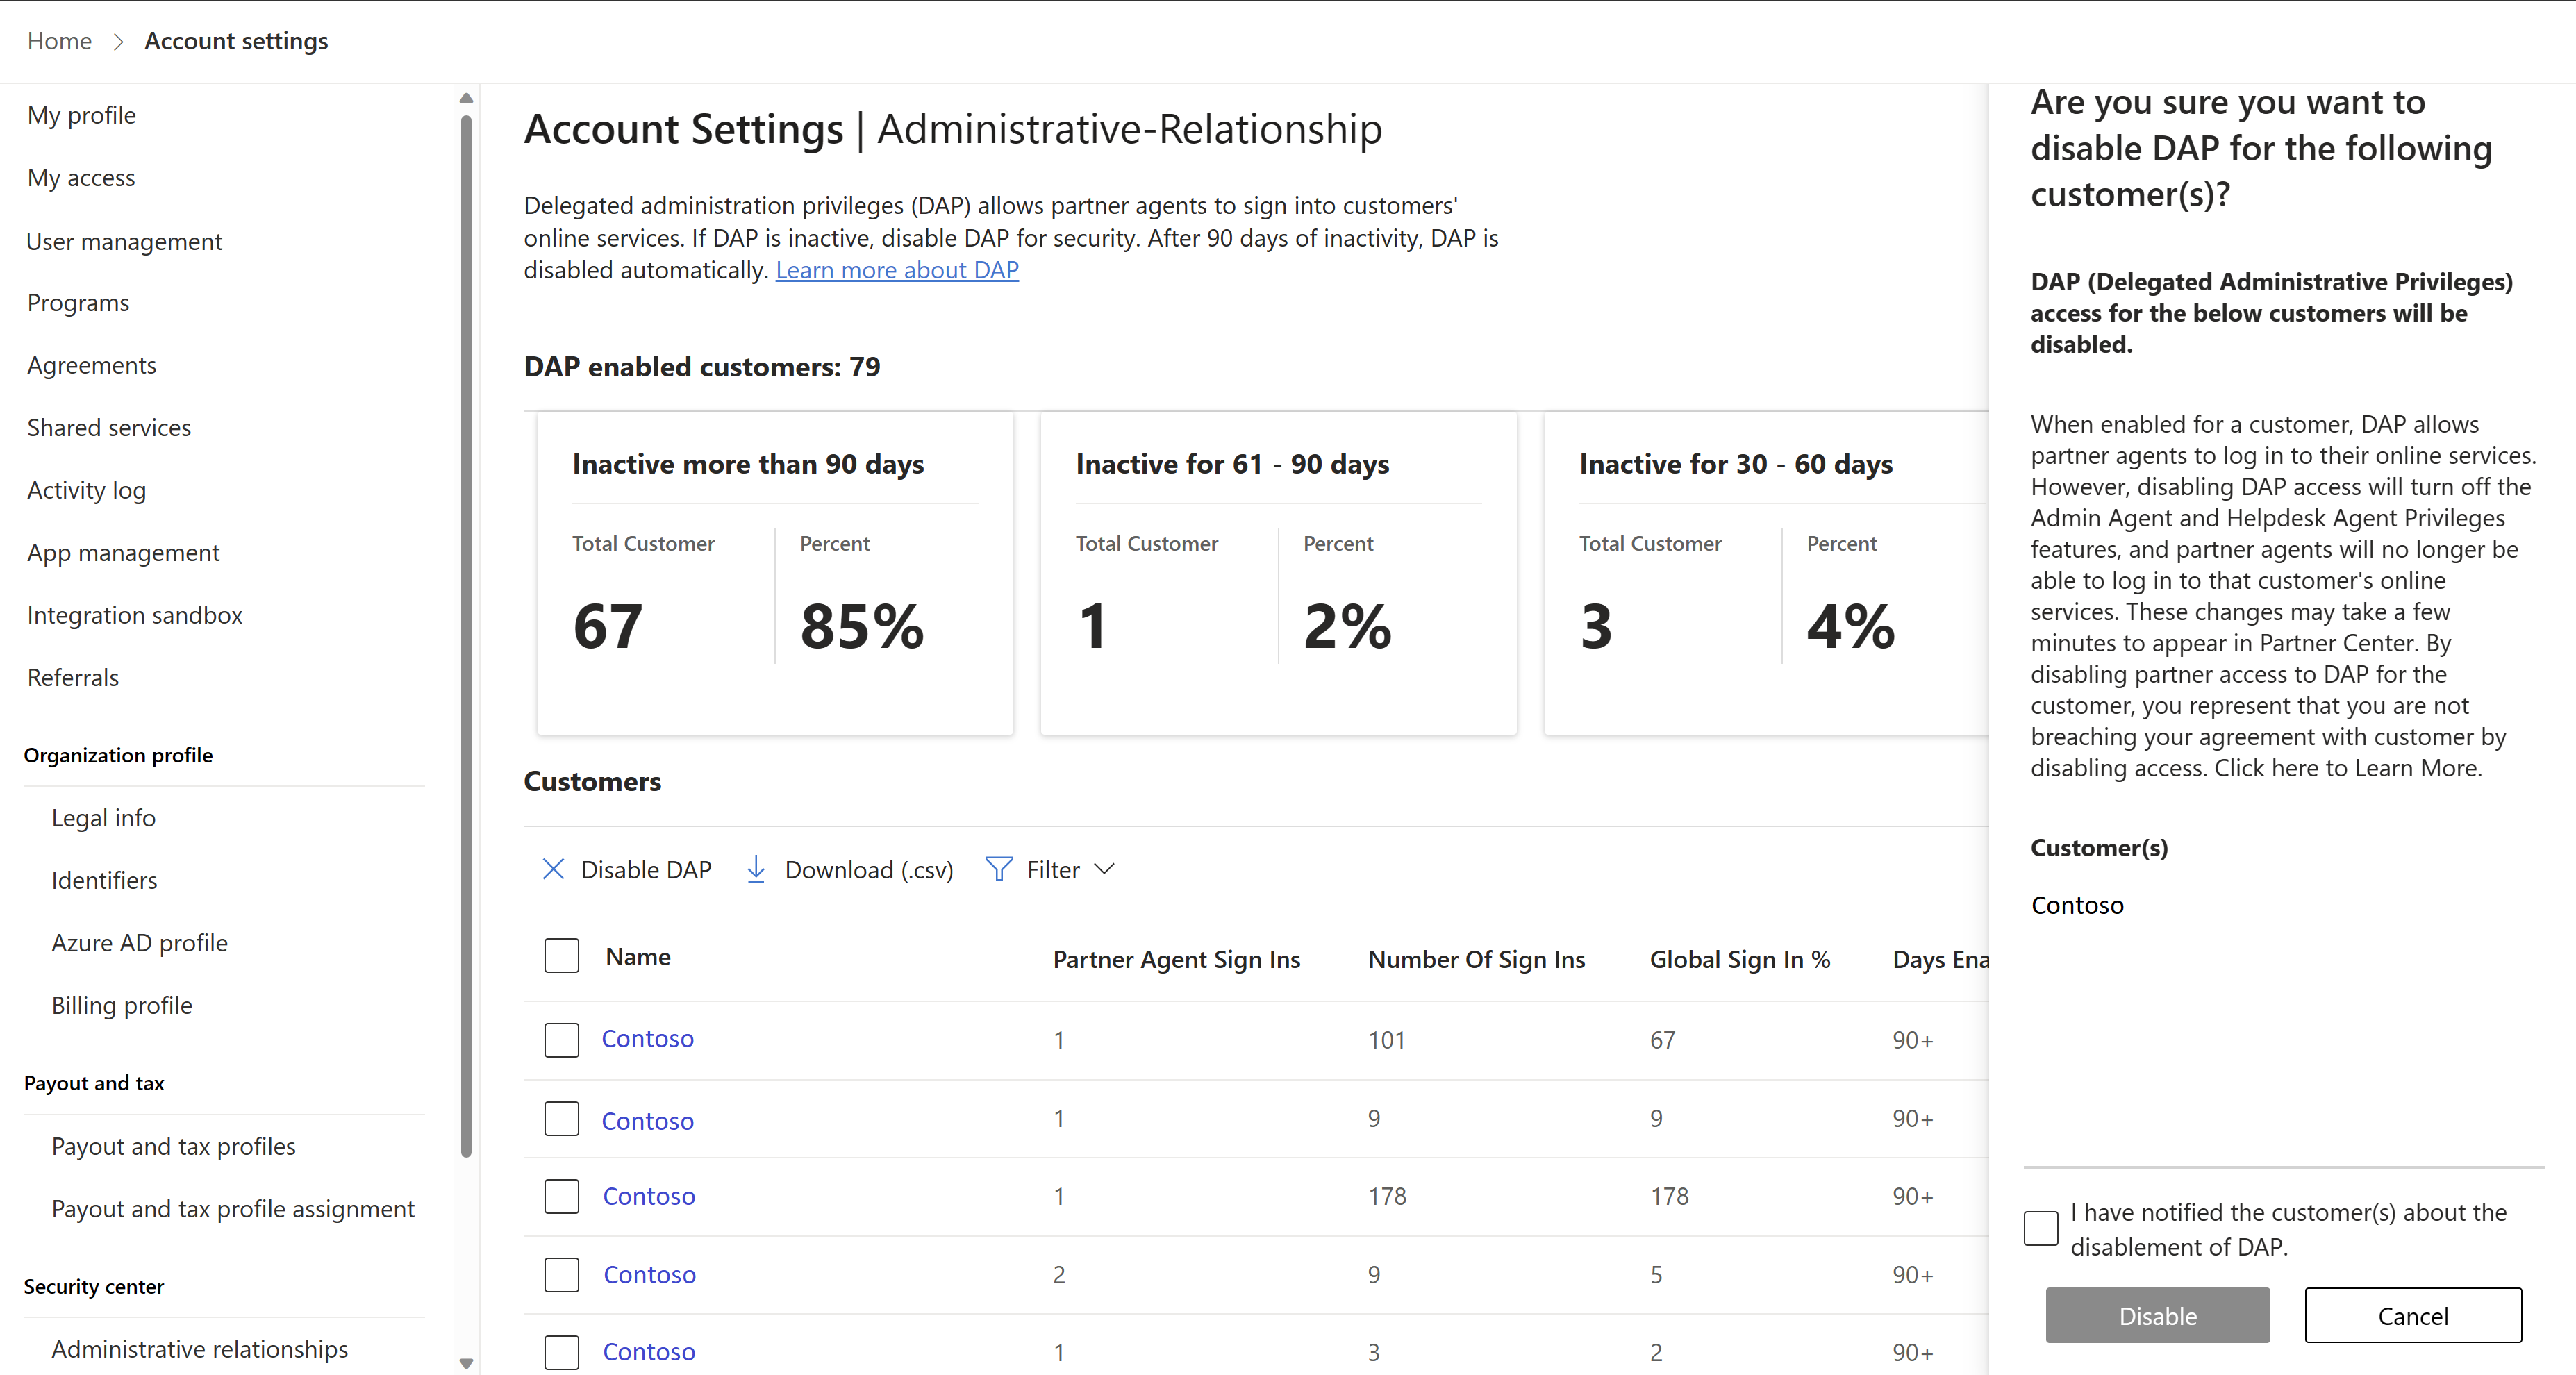 Home > Account settings
My profile
My access
User management
Programs
Agreements
Shared services
Activity log
App management
Integration sandbox
Referrals
Organization profile
Legal info
Identifiers
Azure AD profile
Billing profile
Payout and tax
Payout and tax profiles
Payout and tax profile assignment
Security center
Administrative relationships
Account Settings | Administrative-Relationship
Delegated administration privileges (DAP) allows partner agents to sign into customers'
online services. If DAP is inactive, disable DAP for security. After 90 days of inactivity, DAP is
disabled automatically. Learn more about DAP
DAP enabled customers: 79
Inactive more than 90 days
Total Customer Percent
67 85%
Inactive for 61 - 90 days
Total Customer Percent
1 2%
Inactive for 30 - 60 days
Total Customer Percent
3 4%
Customers
Disable DAP Download (.csv) Filter
Name Partner Agent Sign Ins Number Of Sign Ins Global Sign In % Days Ena
Contoso 1 101 67 90+
Contoso 1 9 9 90+
Contoso 1 178 178 90+
Contoso 2 9 5 90+
Contoso 1 3 2 90+
Are you sure you want to
disable DAP for the following
customer(s)?
DAP (Delegated Administrative Privileges)
access for the below customers will be
disabled.
When enabled for a customer, DAP allows
partner agents to log in to their online services.
However, disabling DAP access will turn off the
Admin Agent and Helpdesk Agent Privileges
features, and partner agents will no longer be
able to log in to that customer's online
services. These changes may take a few
minutes to appear in Partner Center. By
disabling partner access to DAP for the
customer, you represent that you are not
breaching your agreement with customer by
disabling access. Click here to Learn More.
Customer(s)
Contoso
I have notified the customer(s) about the
disablement of DAP.
Disable Cancel